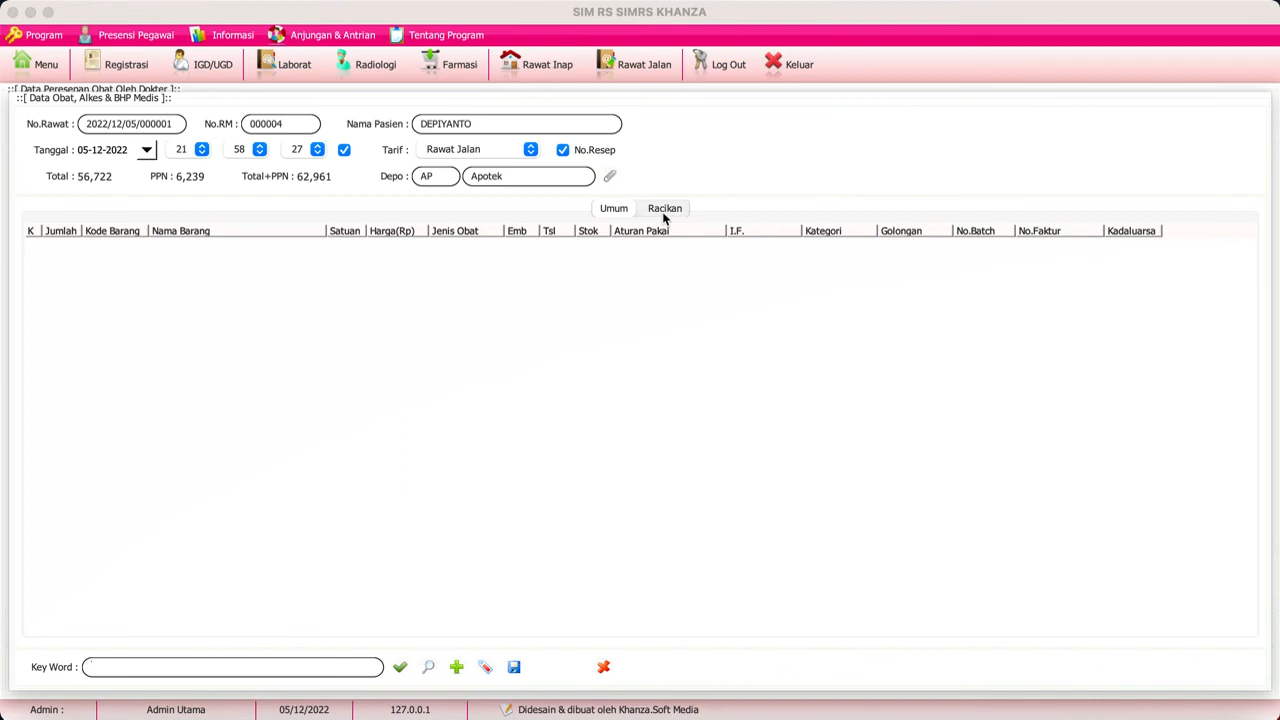 SIM RS SIMRS KHANZA
Program Presensi Pegawai Informasi Anjungan & Antrian Tentang Program
Menu Registrasi IGD/UGD Laborat Radiologi Farmasi Rawat Inap Rawat Jalan Log Out Keluar
::[ Data Peresepan Obat Oleh Dokter ]::
::[ Data Obat, Alkes & BHP Medis ]::
No.Rawat : 2022/12/05/000001 No.RM : 000004 Nama Pasien : DEPIYANTO
Tanggal : 05-12-2022 21 58 27 Tarif : Rawat Jalan No.Resep
Total : 56,722 PPN : 6,239 Total+PPN : 62,961 Depo : AP Apotek
Umum Racikan
K Jumlah Kode Barang Nama Barang Satuan Harga(Rp) Jenis Obat Emb Tsl Stok Aturan Pakai I.F. Kategori Golongan No.Batch No.Faktur Kadaluarsa
Key Word :
Admin : Admin Utama 05/12/2022 127.0.0.1 Didesain & dibuat oleh Khanza.Soft Media